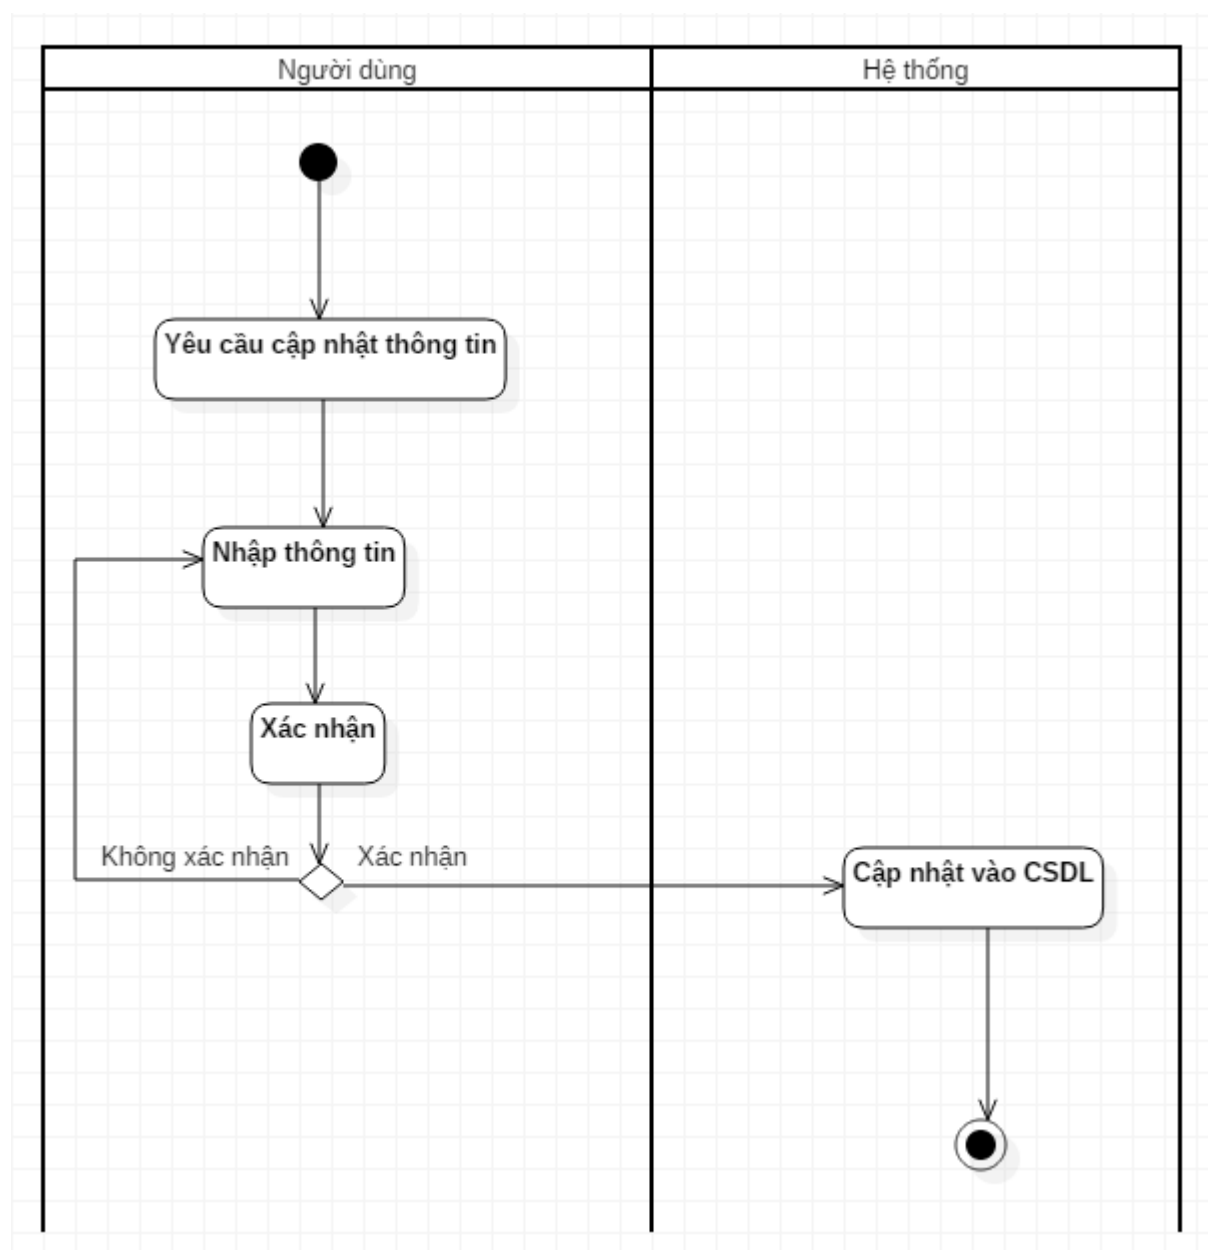 Người dùng
Hệ thống
Yêu cầu cập nhật thông tin
Nhập thông tin
Xác nhận
Không xác nhận
Xác nhận
Cập nhật vào CSDL